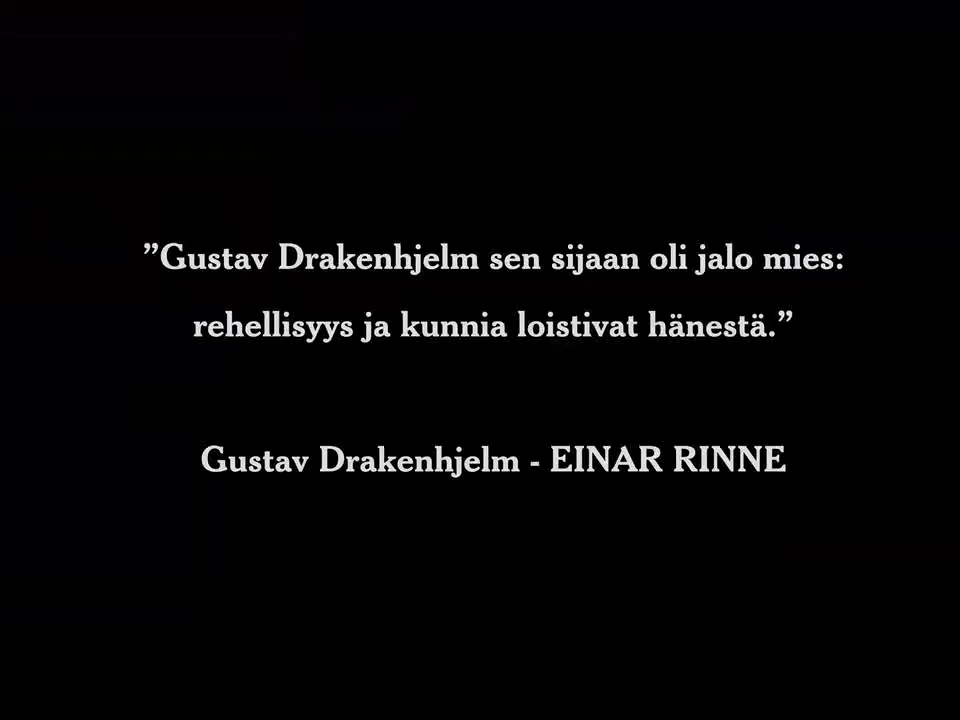 ”Gustav Drakenhjelm sen sijaan oli jalo mies:
rehellisyys ja kunnia loistivat hänestä.”
Gustav Drakenhjelm - EINAR RINNE